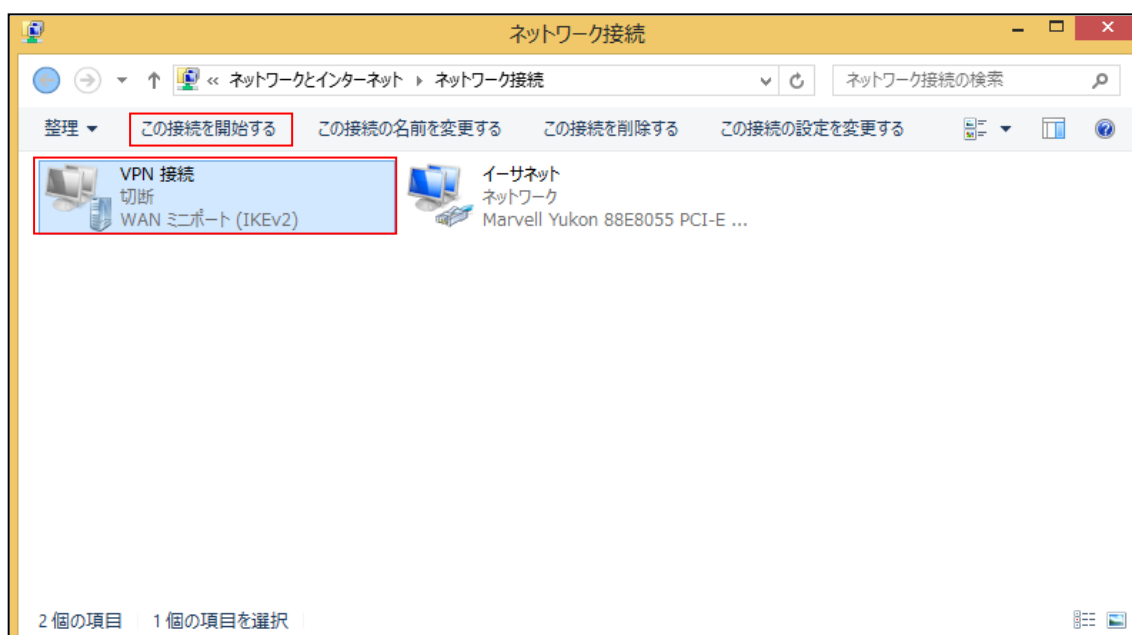 ネットワーク接続
« ネットワークとインターネット ネットワーク接続
ネットワーク接続の検索
整理 この接続を開始する この接続の名前を変更する この接続を削除する この接続の設定を変更する
VPN 接続
切断
WAN ミニポート (IKEv2)
イーサネット
ネットワーク
Marvell Yukon 88E8055 PCI-E ...
2 個の項目 1 個の項目を選択